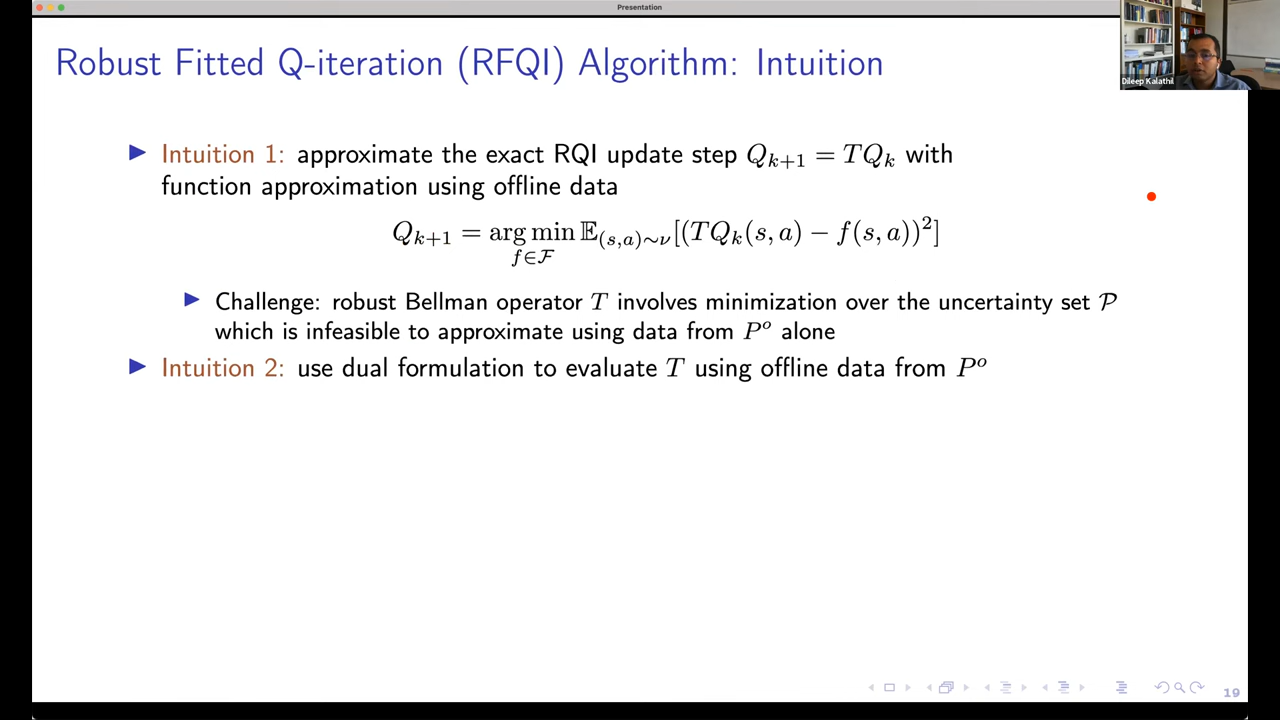 Presentation
Robust Fitted Q-iteration (RFQI) Algorithm: Intuition
Dileep Kalathil
Intuition 1: approximate the exact RQI update step Q_{k+1} = TQ_k with
function approximation using offline data
Q_{k+1} = arg min_{f∈ℱ} 𝔼_{(s,a)∼ν}[(TQ_k(s, a) − f(s, a))²]
Challenge: robust Bellman operator T involves minimization over the uncertainty set 𝒫
which is infeasible to approximate using data from P^o alone
Intuition 2: use dual formulation to evaluate T using offline data from P^o
19